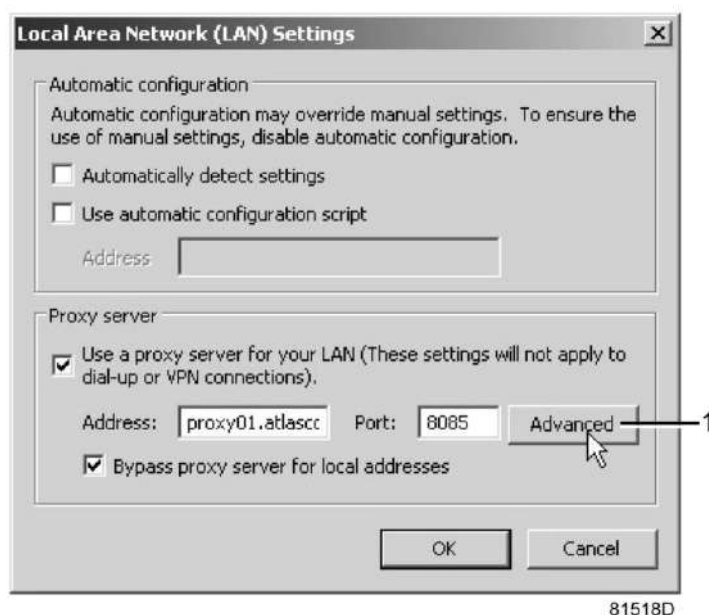 Local Area Network (LAN) Settings
Automatic configuration
Automatic configuration may override manual settings. To ensure the
use of manual settings, disable automatic configuration.
Automatically detect settings
Use automatic configuration script
Address
Proxy server
Use a proxy server for your LAN (These settings will not apply to
dial-up or VPN connections).
Address: proxy01.atlascc Port: 8085 Advanced 1
Bypass proxy server for local addresses
OK Cancel
81518D